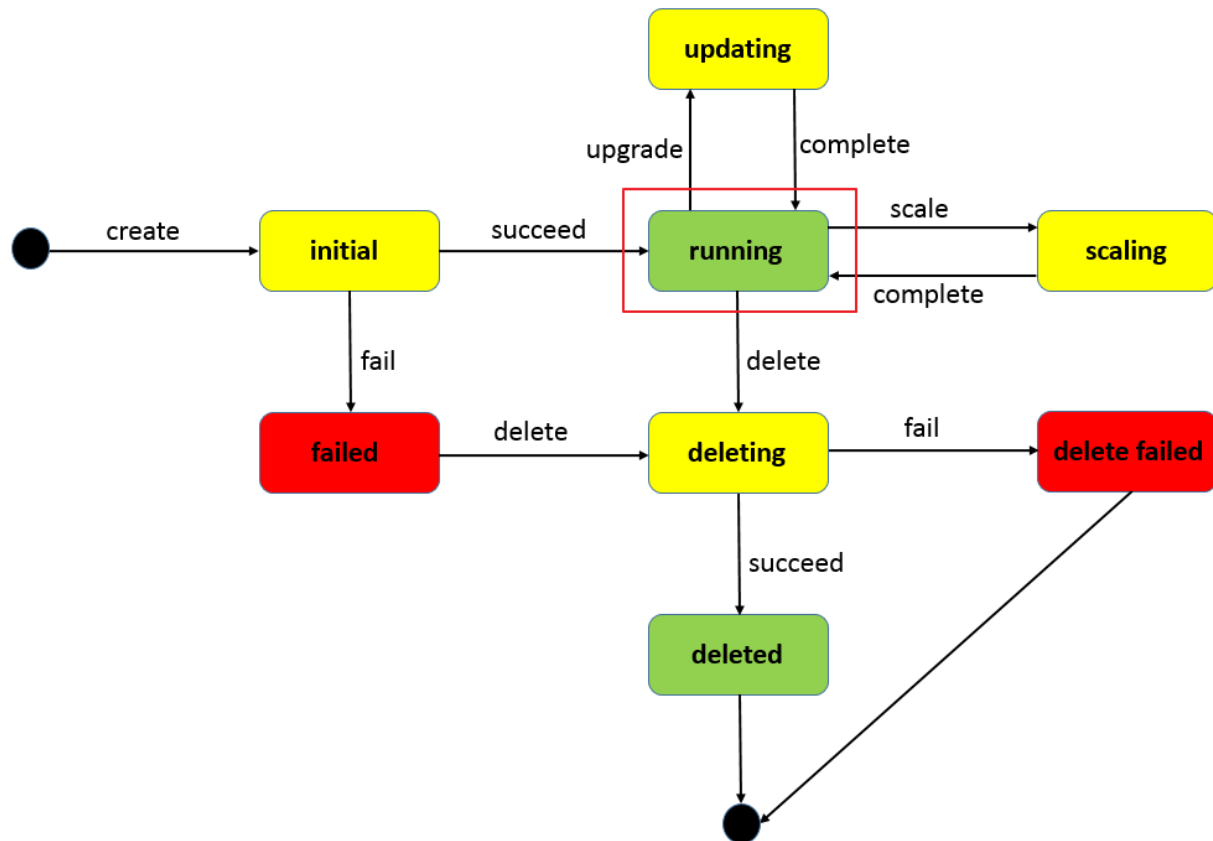 updating
upgrade
complete
create
succeed
scale
initial
running
scaling
complete
fail
delete
failed
delete
deleting
fail
delete failed
succeed
deleted